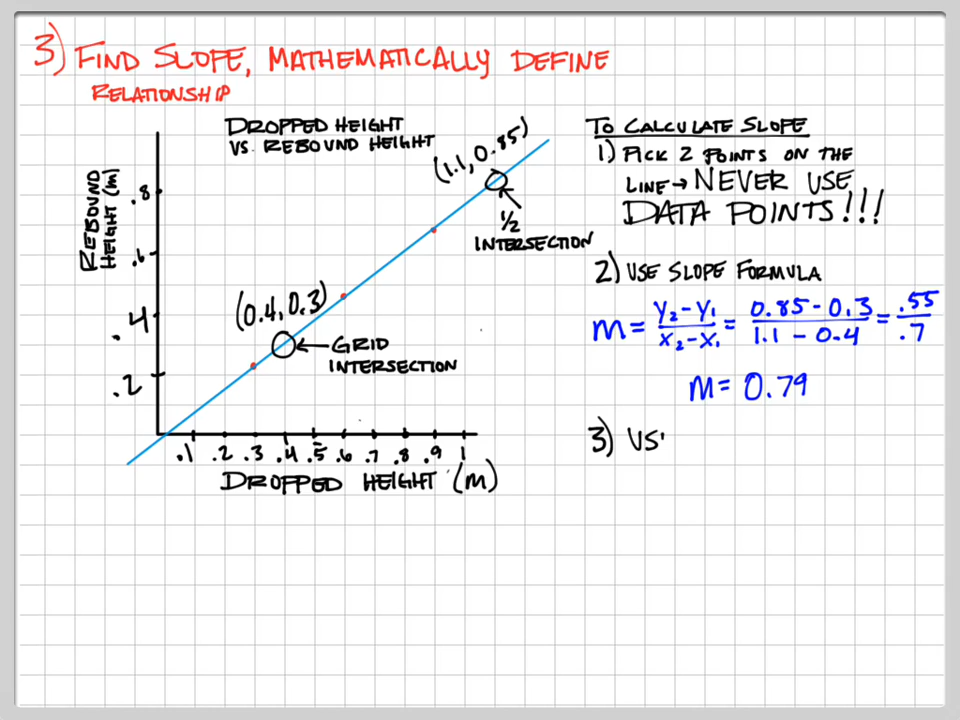 3) FIND SLOPE, MATHEMATICALLY DEFINE
RELATIONSHIP
DROPPED HEIGHT
VS. REBOUND HEIGHT
(1.1, 0.85)
1/2
INTERSECTION
(0.4, 0.3)
GRID
INTERSECTION
REBOUND
HEIGHT (m)
.8
.6
.4
.2
.1 .2 .3 .4 .5 .6 .7 .8 .9 1
DROPPED HEIGHT (m)
TO CALCULATE SLOPE
1) PICK 2 POINTS ON THE
LINE → NEVER USE
DATA POINTS!!!
2) USE SLOPE FORMULA
m = (y₂ - y₁)/(x₂ - x₁) = (0.85 - 0.3)/(1.1 - 0.4) = .55/.7
m = 0.79
3) US